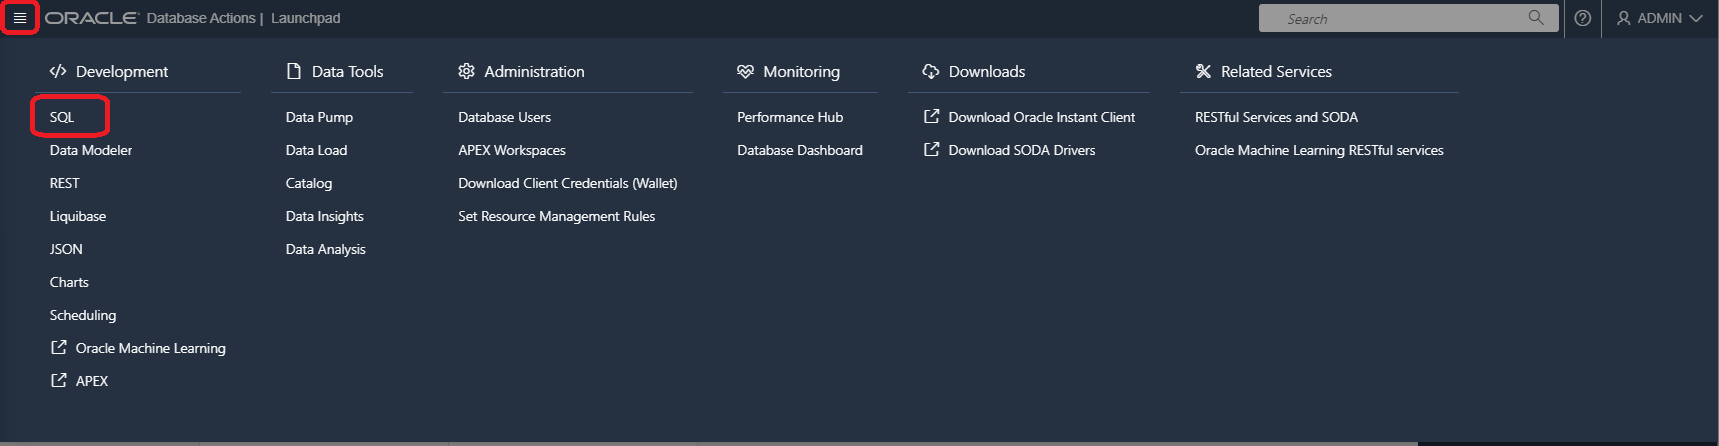 ORACLE Database Actions | Launchpad
Search
ADMIN
Development
SQL
Data Modeler
REST
Liquibase
JSON
Charts
Scheduling
Oracle Machine Learning
APEX
Data Tools
Data Pump
Data Load
Catalog
Data Insights
Data Analysis
Administration
Database Users
APEX Workspaces
Download Client Credentials (Wallet)
Set Resource Management Rules
Monitoring
Performance Hub
Database Dashboard
Downloads
Download Oracle Instant Client
Download SODA Drivers
Related Services
RESTful Services and SODA
Oracle Machine Learning RESTful services